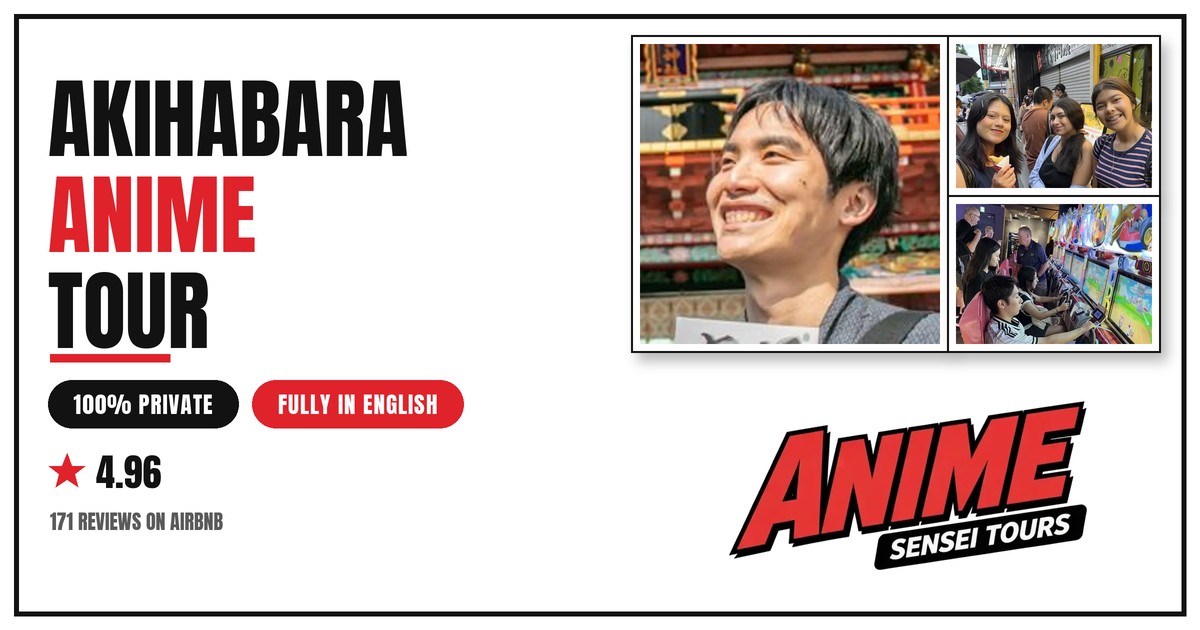 AKIHABARA
ANIME
TOUR
100% PRIVATE
FULLY IN ENGLISH
4.96
171 REVIEWS ON AIRBNB
ANIME
SENSEI TOURS